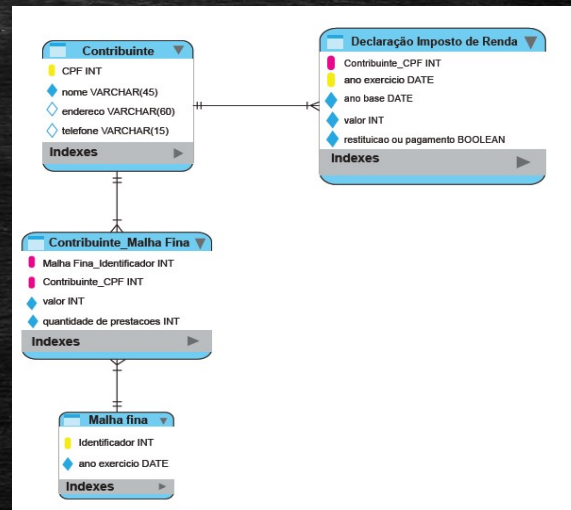 Contribuinte
CPF INT
nome VARCHAR(45)
endereco VARCHAR(60)
telefone VARCHAR(15)
Indexes
Declaração Imposto de Renda
Contribuinte_CPF INT
ano exercicio DATE
ano base DATE
valor INT
restituicao ou pagamento BOOLEAN
Indexes
Contribuinte_Malha Fina
Malha Fina_Identificador INT
Contribuinte_CPF INT
valor INT
quantidade de prestacoes INT
Indexes
Malha fina
Identificador INT
ano exercicio DATE
Indexes